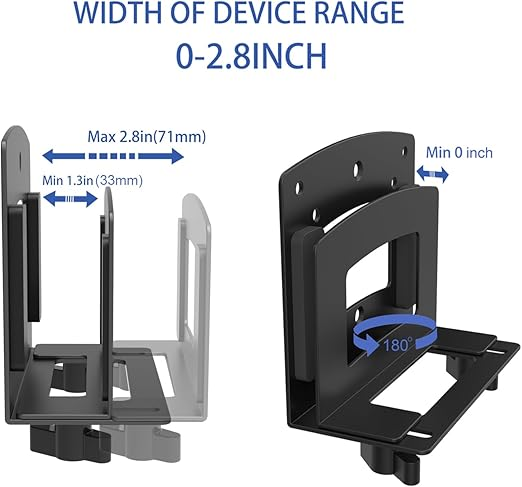 WIDTH OF DEVICE RANGE
0-2.8INCH
Max 2.8in(71mm)
Min 1.3in(33mm)
Min 0 inch
180°